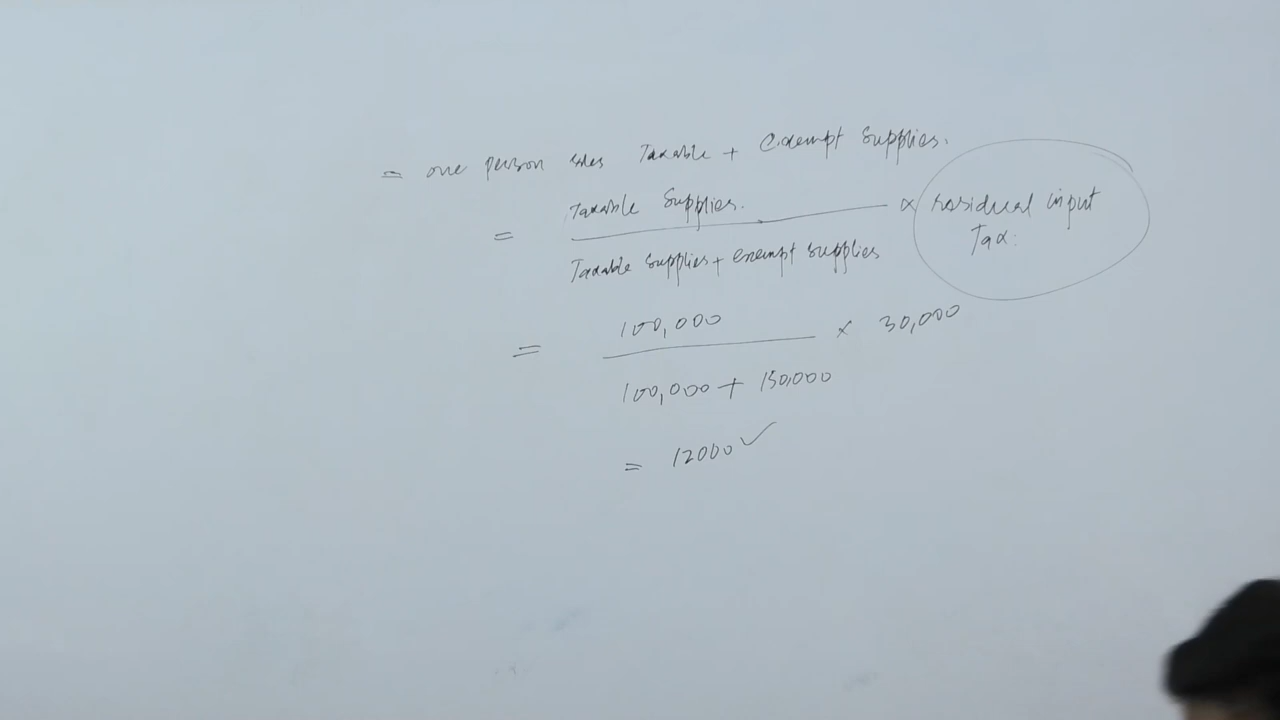 = one person sales Taxable + Exempt Supplies.
= Taxable Supplies. × residual input
Taxable Supplies + exempt supplies Tax:
= 100,000 × 30,000
100,000 + 150,000
= 12000 ✓